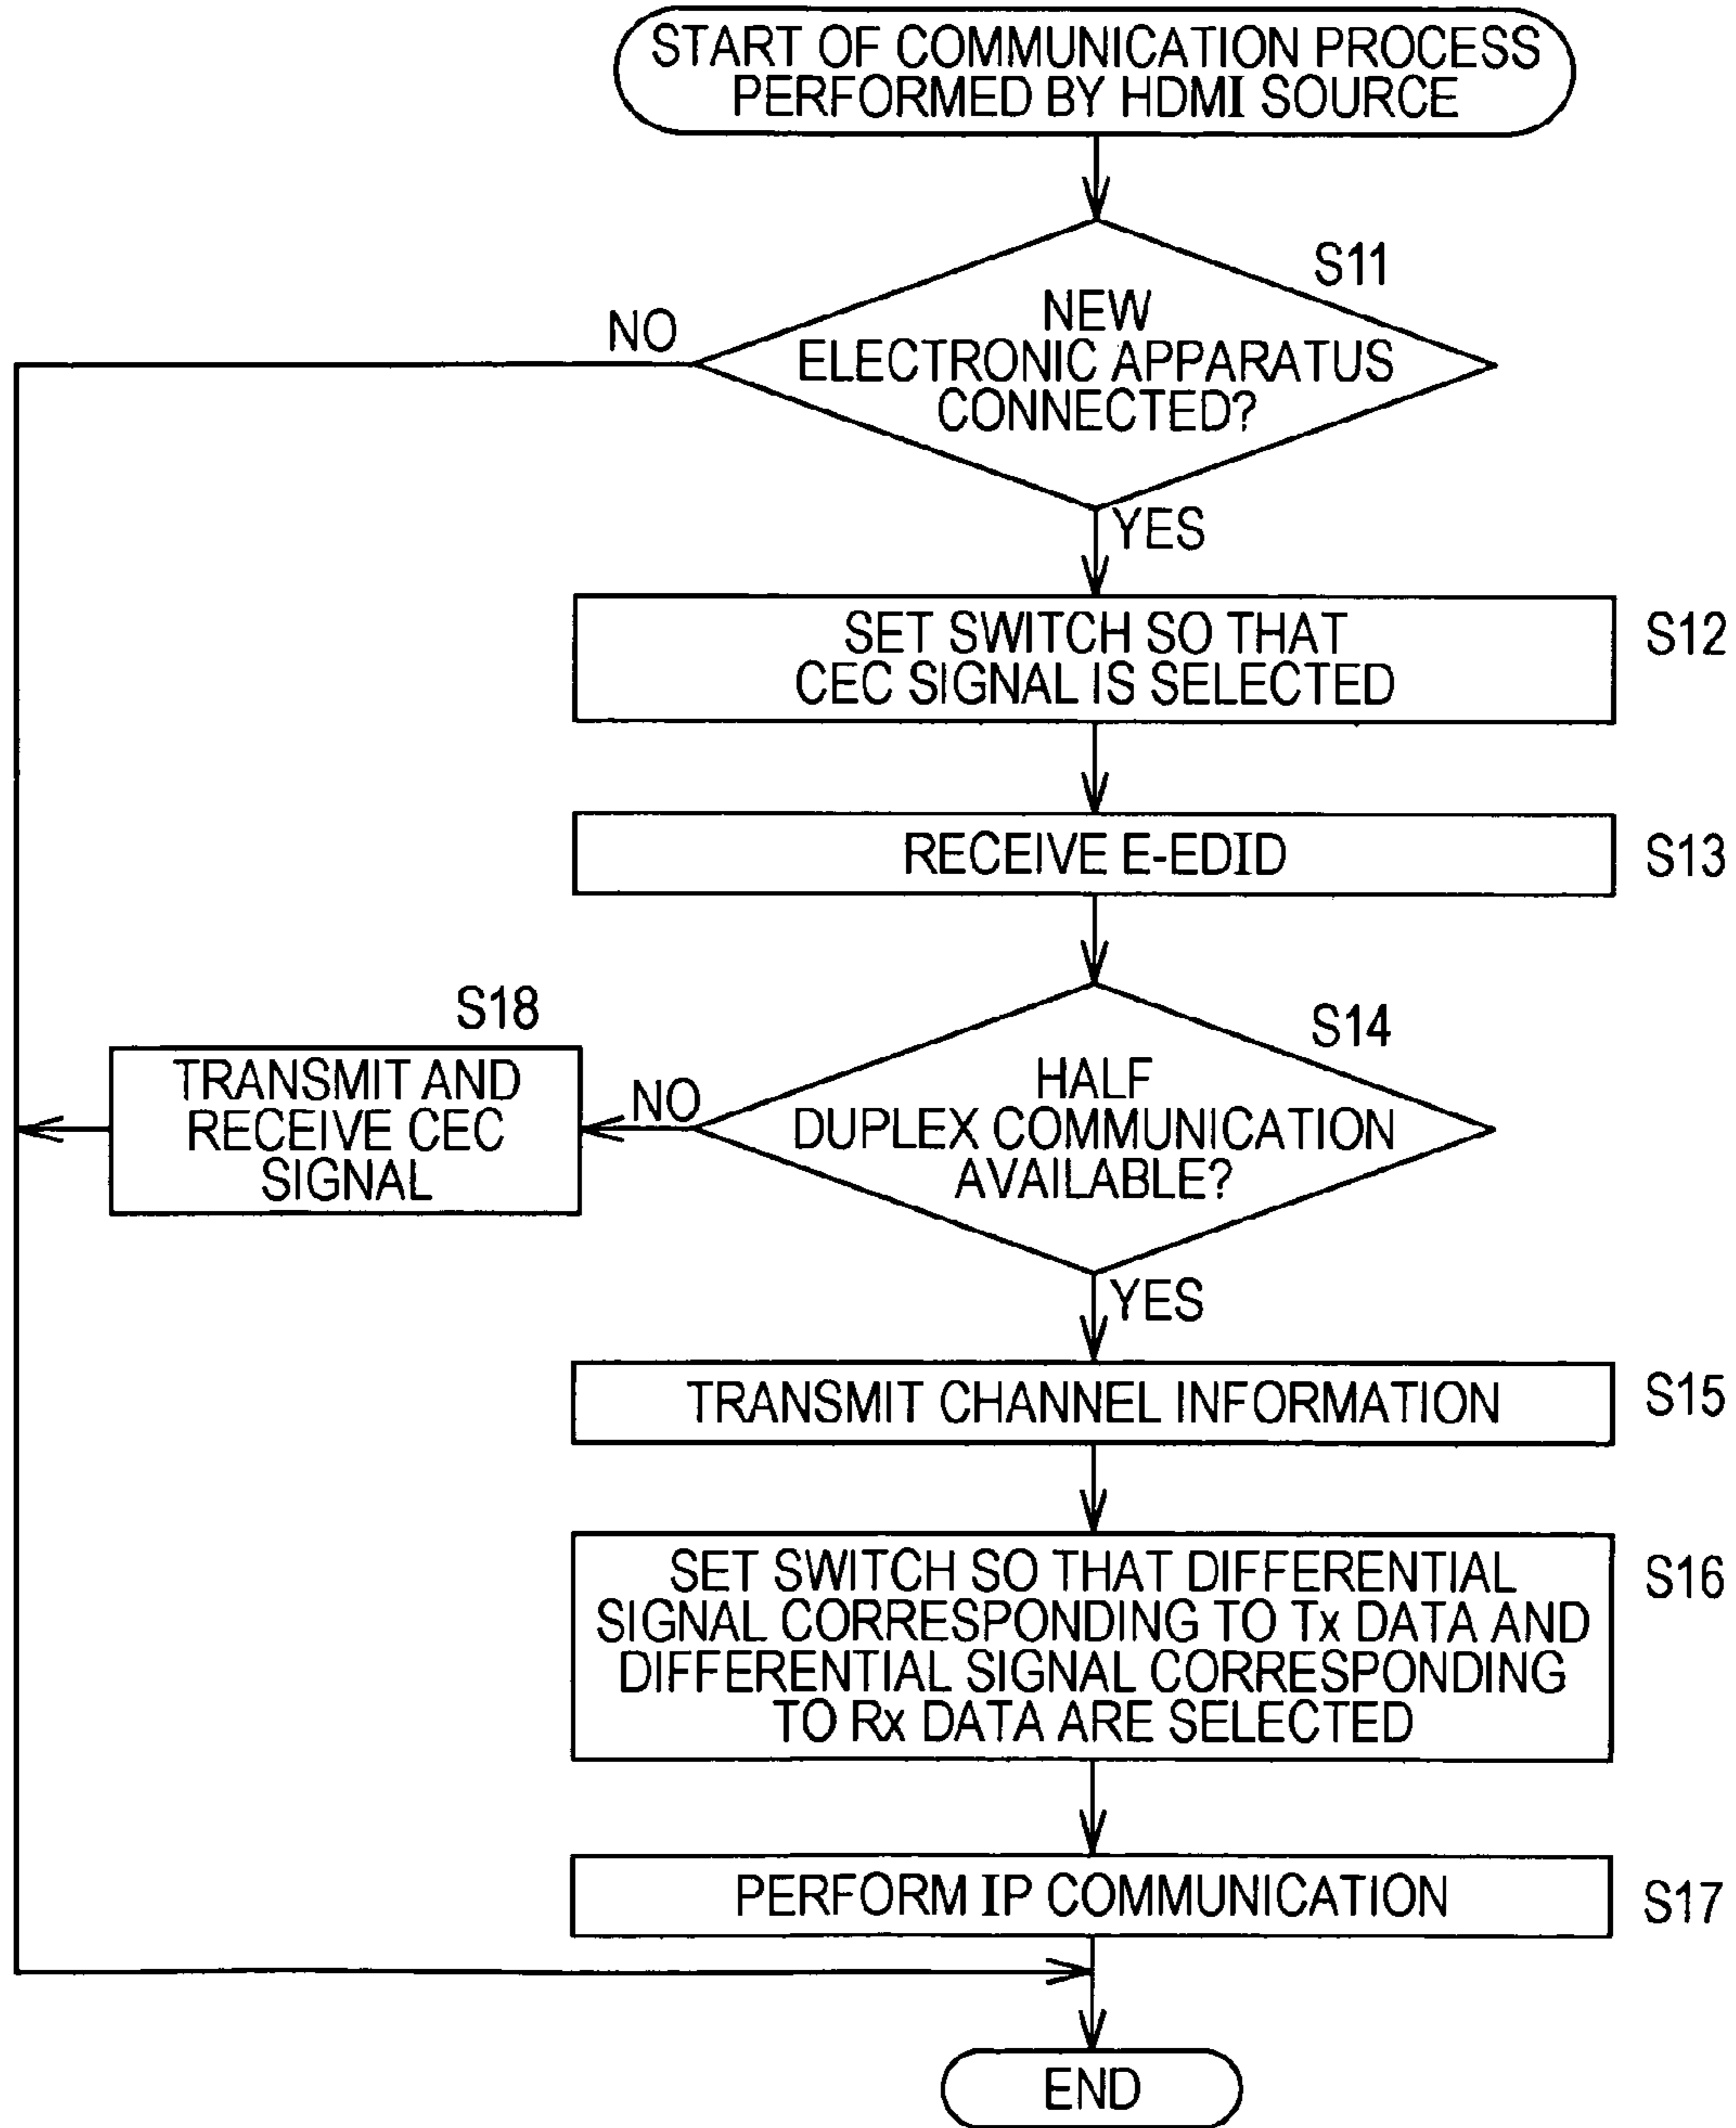 START OF COMMUNICATION PROCESS
PERFORMED BY HDMI SOURCE
S11
NO
NEW
ELECTRONIC APPARATUS
CONNECTED?
YES
SET SWITCH SO THAT
CEC SIGNAL IS SELECTED
S12
RECEIVE E-EDID
S13
S18
TRANSMIT AND
RECEIVE CEC
SIGNAL
NO
S14
HALF
DUPLEX COMMUNICATION
AVAILABLE?
YES
TRANSMIT CHANNEL INFORMATION
S15
SET SWITCH SO THAT DIFFERENTIAL
SIGNAL CORRESPONDING TO Tx DATA AND
DIFFERENTIAL SIGNAL CORRESPONDING
TO Rx DATA ARE SELECTED
S16
PERFORM IP COMMUNICATION
S17
END